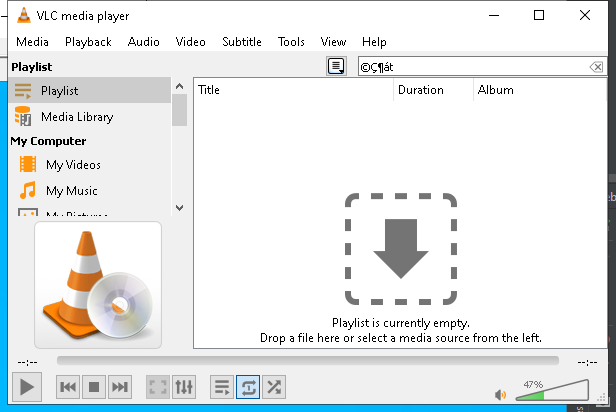 VLC media player
Media Playback Audio Video Subtitle Tools View Help
Playlist
©Ç¶át
Playlist
Title Duration Album
Media Library
My Computer
My Videos
My Music
My Pictures
Playlist is currently empty.
Drop a file here or select a media source from the left.
--:-- --:--
47%